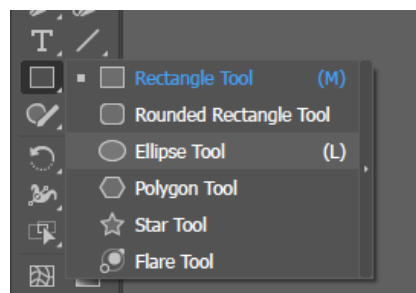 Rectangle Tool (M)
Rounded Rectangle Tool
Ellipse Tool (L)
Polygon Tool
Star Tool
Flare Tool